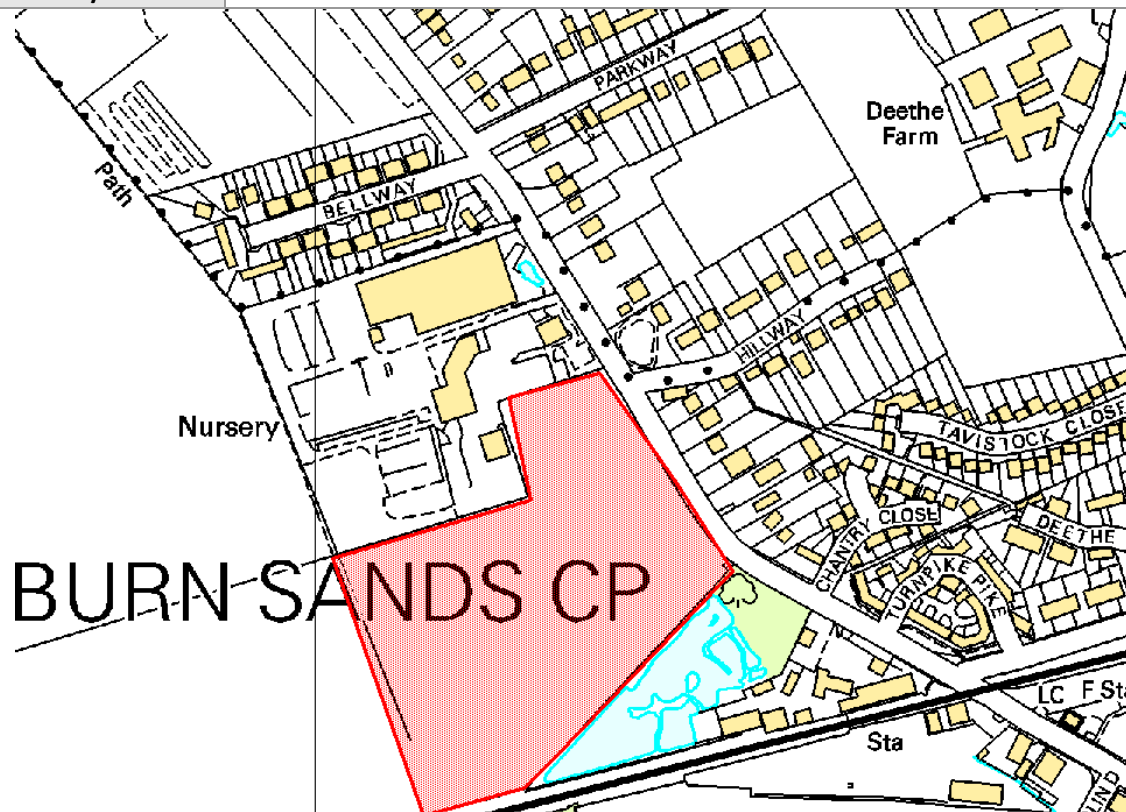 PARKWAY
Deethe
Farm
Path
BELLWAY
HILLWAY
Nursery
TAVISTOCK CLOSE
CHANTRY CLOSE
DEETHE
BURN SANDS CP
TURNPIKE
PIKE
LC
F Sta
Sta